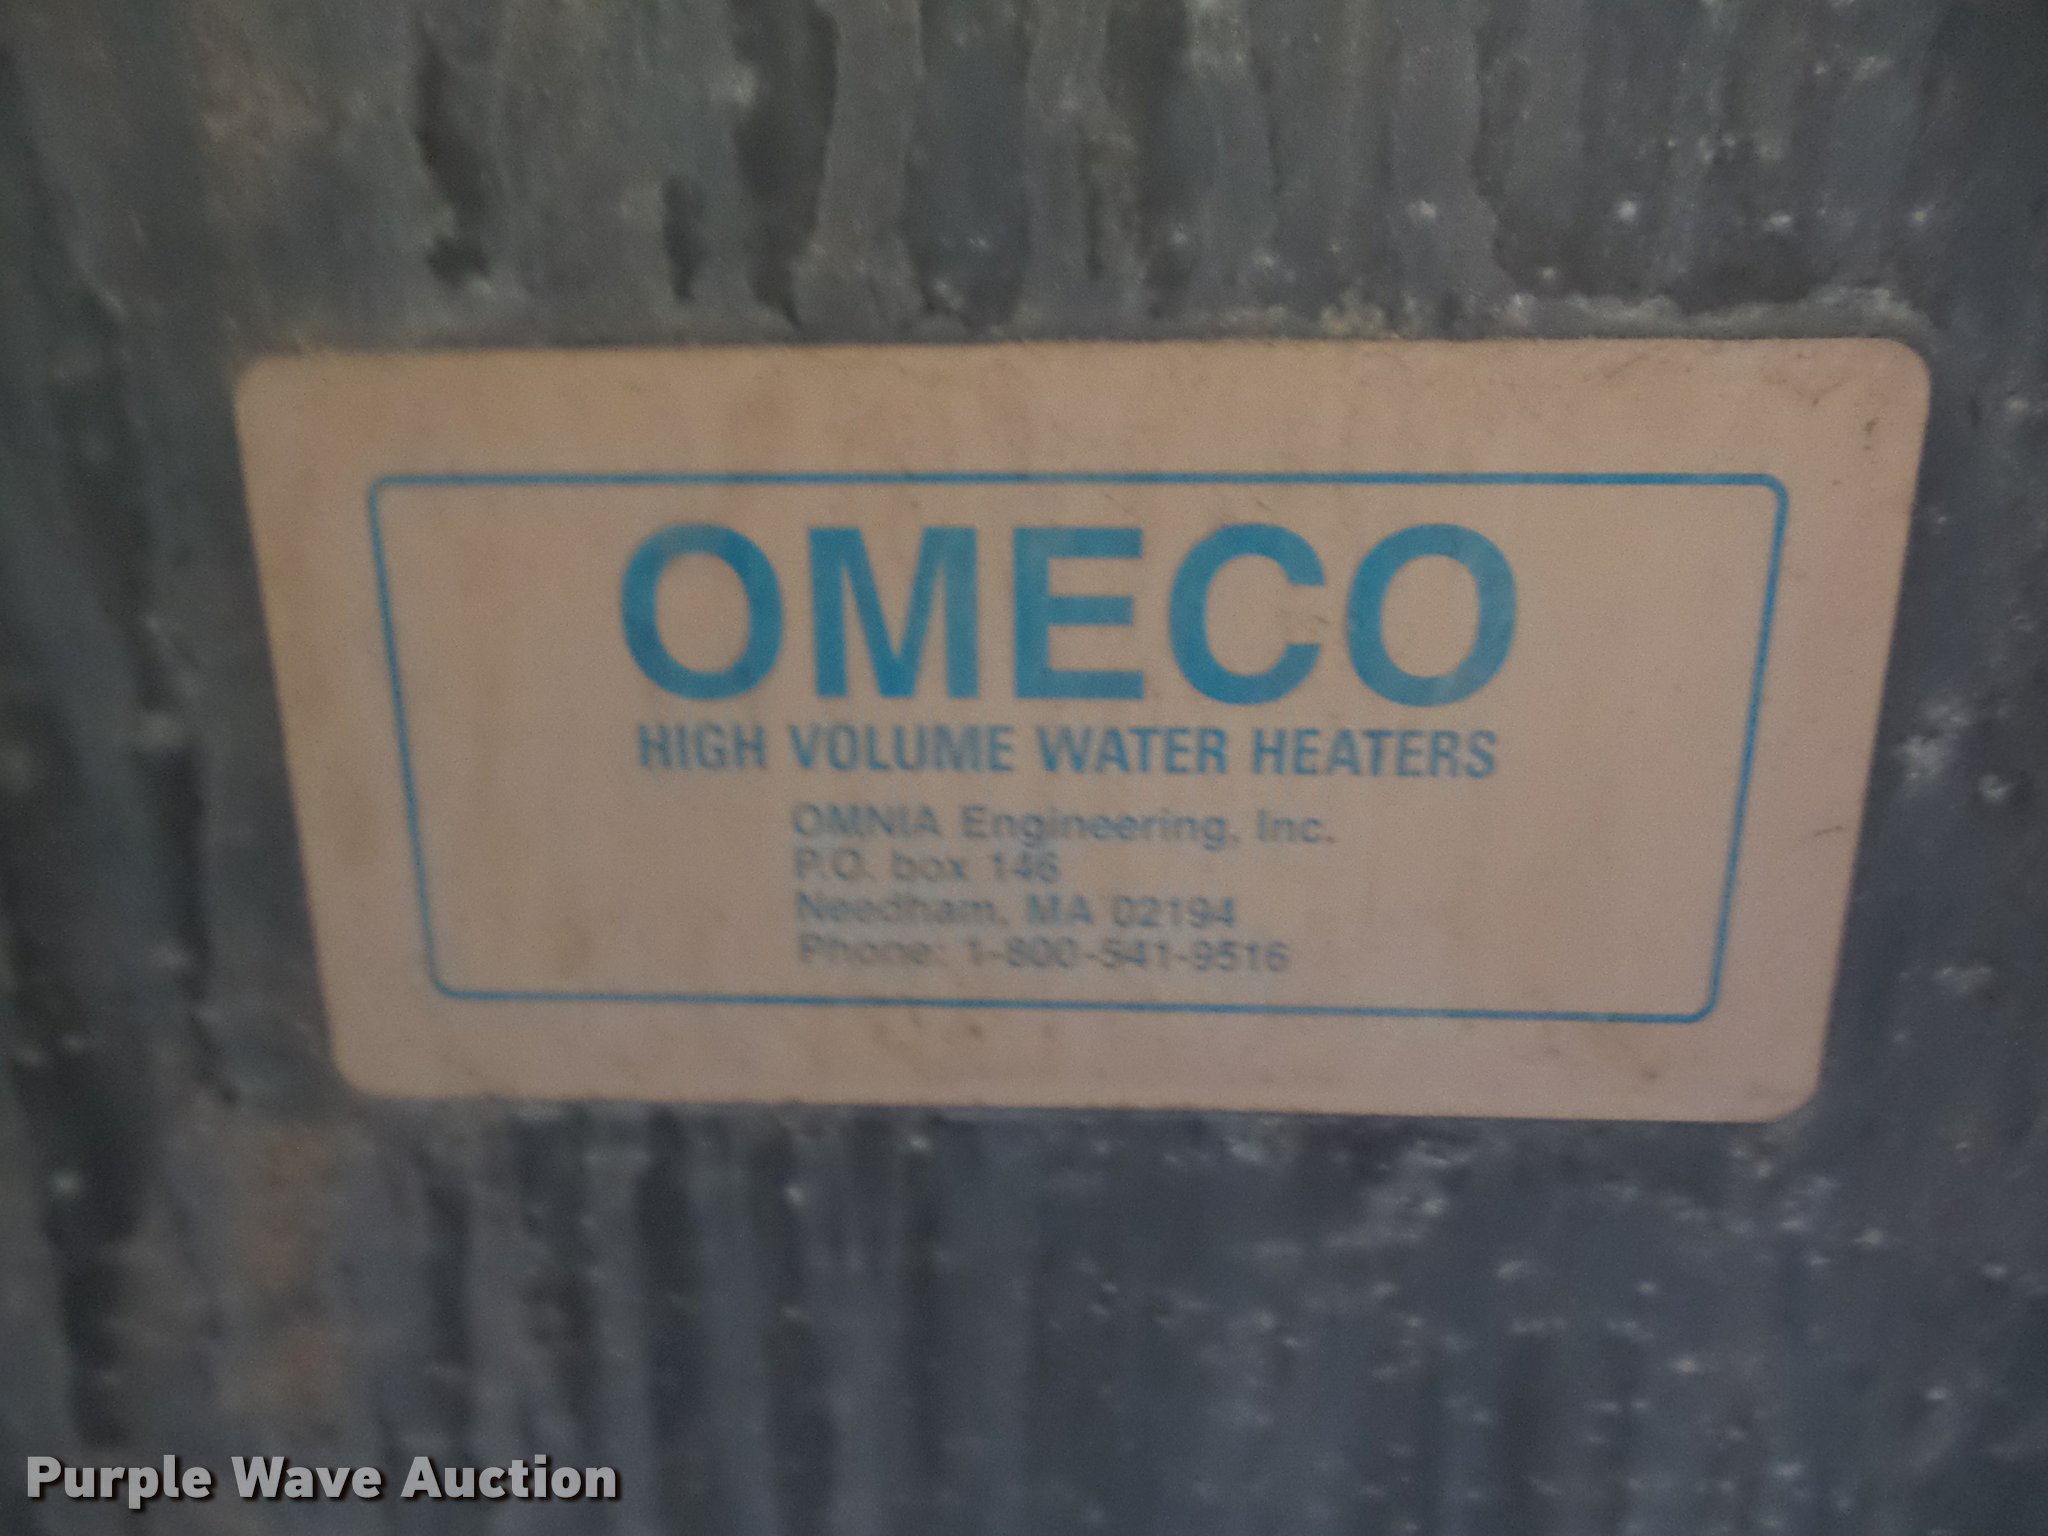 OMECO
HIGH VOLUME WATER HEATERS
OMNIA Engineering, Inc.
P.O. box 146
Needham, MA 02194
Phone: 1-800-541-9516
Purple Wave Auction